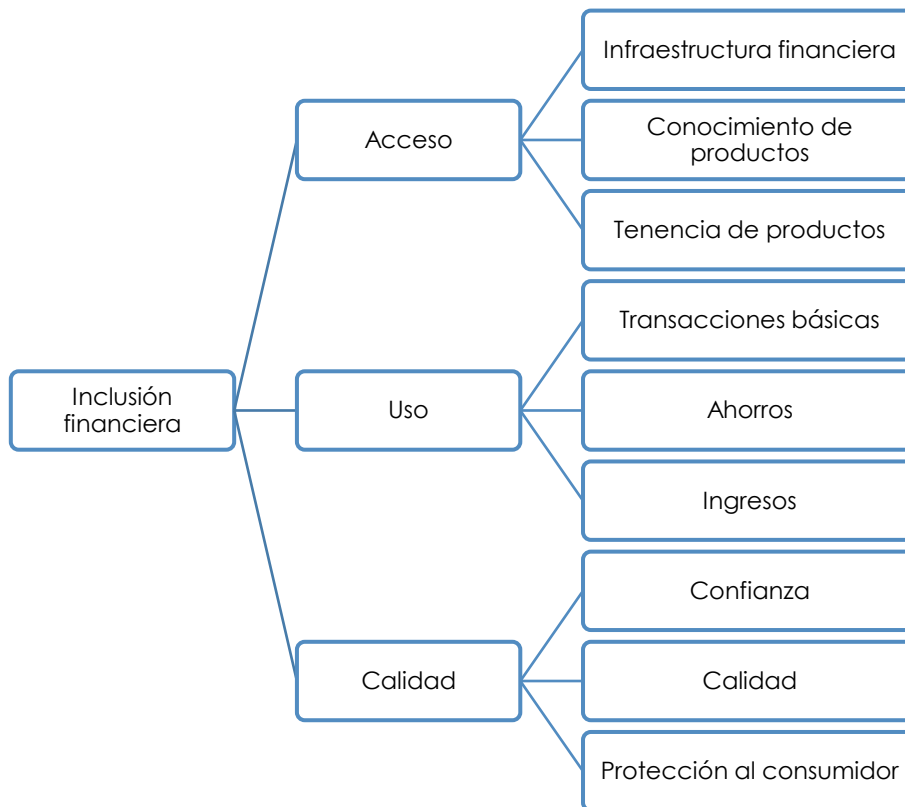 Inclusión
financiera
Acceso
Infraestructura financiera
Conocimiento de
productos
Tenencia de productos
Uso
Transacciones básicas
Ahorros
Ingresos
Calidad
Confianza
Calidad
Protección al consumidor